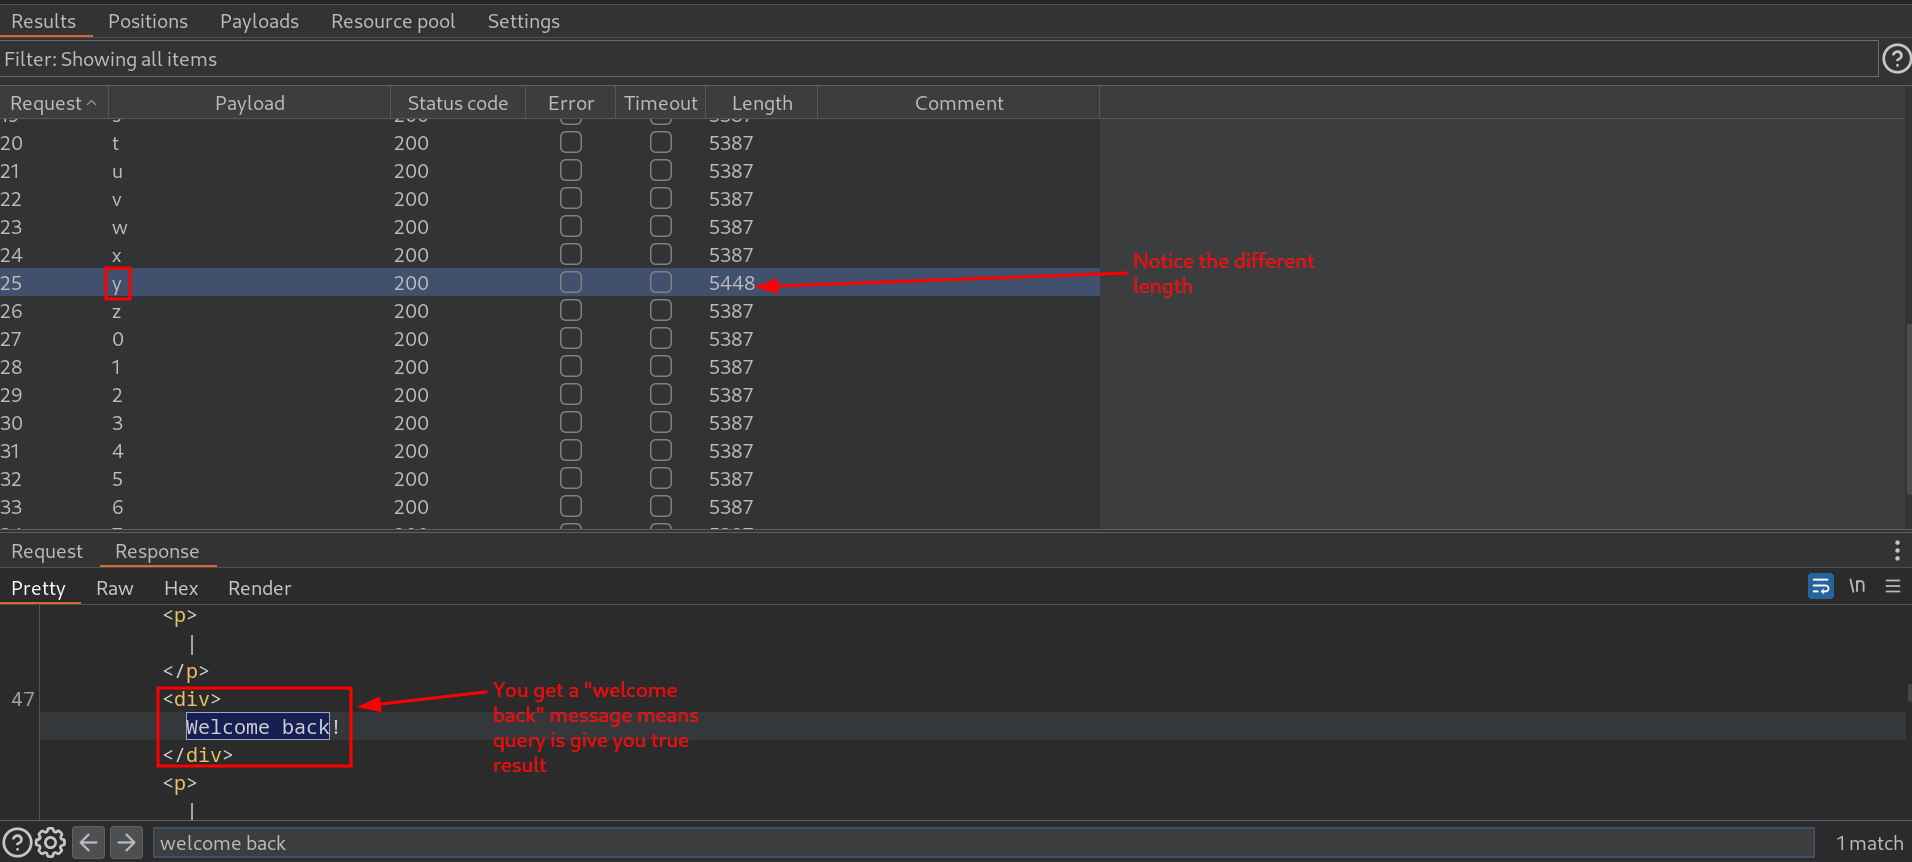 Results Positions Payloads Resource pool Settings
Filter: Showing all items
Request Payload Status code Error Timeout Length Comment
20 t 200 5387
21 u 200 5387
22 v 200 5387
23 w 200 5387
24 x 200 5387
25 y 200 5448
26 z 200 5387
27 0 200 5387
28 1 200 5387
29 2 200 5387
30 3 200 5387
31 4 200 5387
32 5 200 5387
33 6 200 5387
Notice the different
length
Request Response
Pretty Raw Hex Render \n
<p>
|
</p>
47 <div>
Welcome back!
</div>
<p>
|
You get a "welcome
back" message means
query is give you true
result
welcome back 1 match